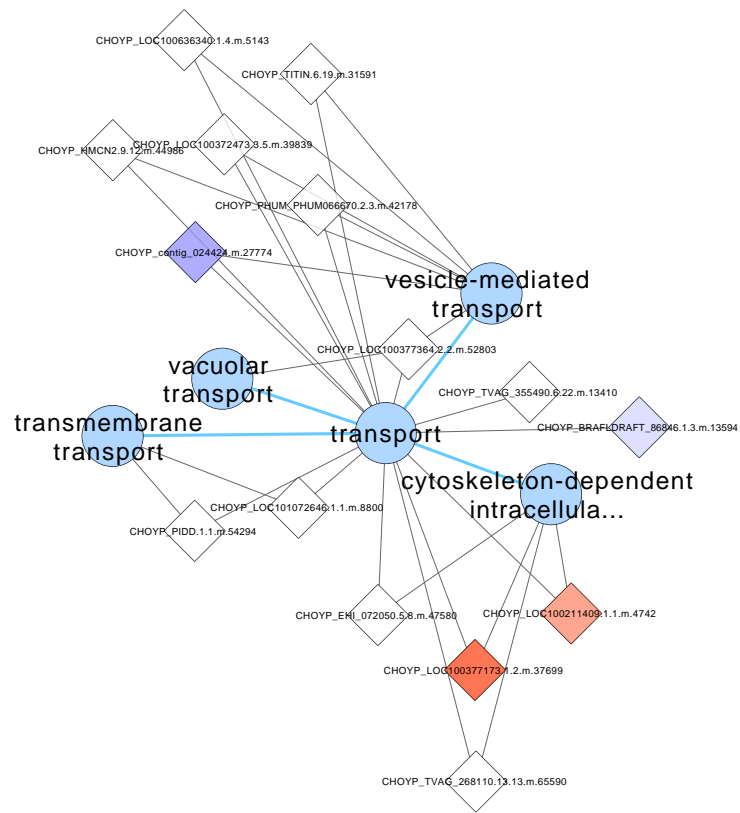 CHOYP_LOC100636340.1.4.m.5143
CHOYP_TITIN.6.19.m.31591
CHOYP_HMCN2.9.12.m.44986
CHOYP_LOC100372473.3.5.m.39839
CHOYP_PHUM_PHUM066670.2.3.m.42178
CHOYP_contig_024424.m.27774
vesicle-mediated
transport
CHOYP_LOC100377364.2.2.m.52803
vacuolar
transport
CHOYP_TVAG_355490.6.22.m.13410
transmembrane
transport
transport
CHOYP_BRAFLDRAFT_86846.1.3.m.13594
cytoskeleton-dependent
intracellula...
CHOYP_LOC101072646.1.1.m.8800
CHOYP_PIDD.1.1.m.54294
CHOYP_EHI_072050.5.8.m.47580
CHOYP_LOC100211409.1.1.m.4742
CHOYP_LOC100377173.1.2.m.37699
CHOYP_TVAG_268110.13.13.m.65590